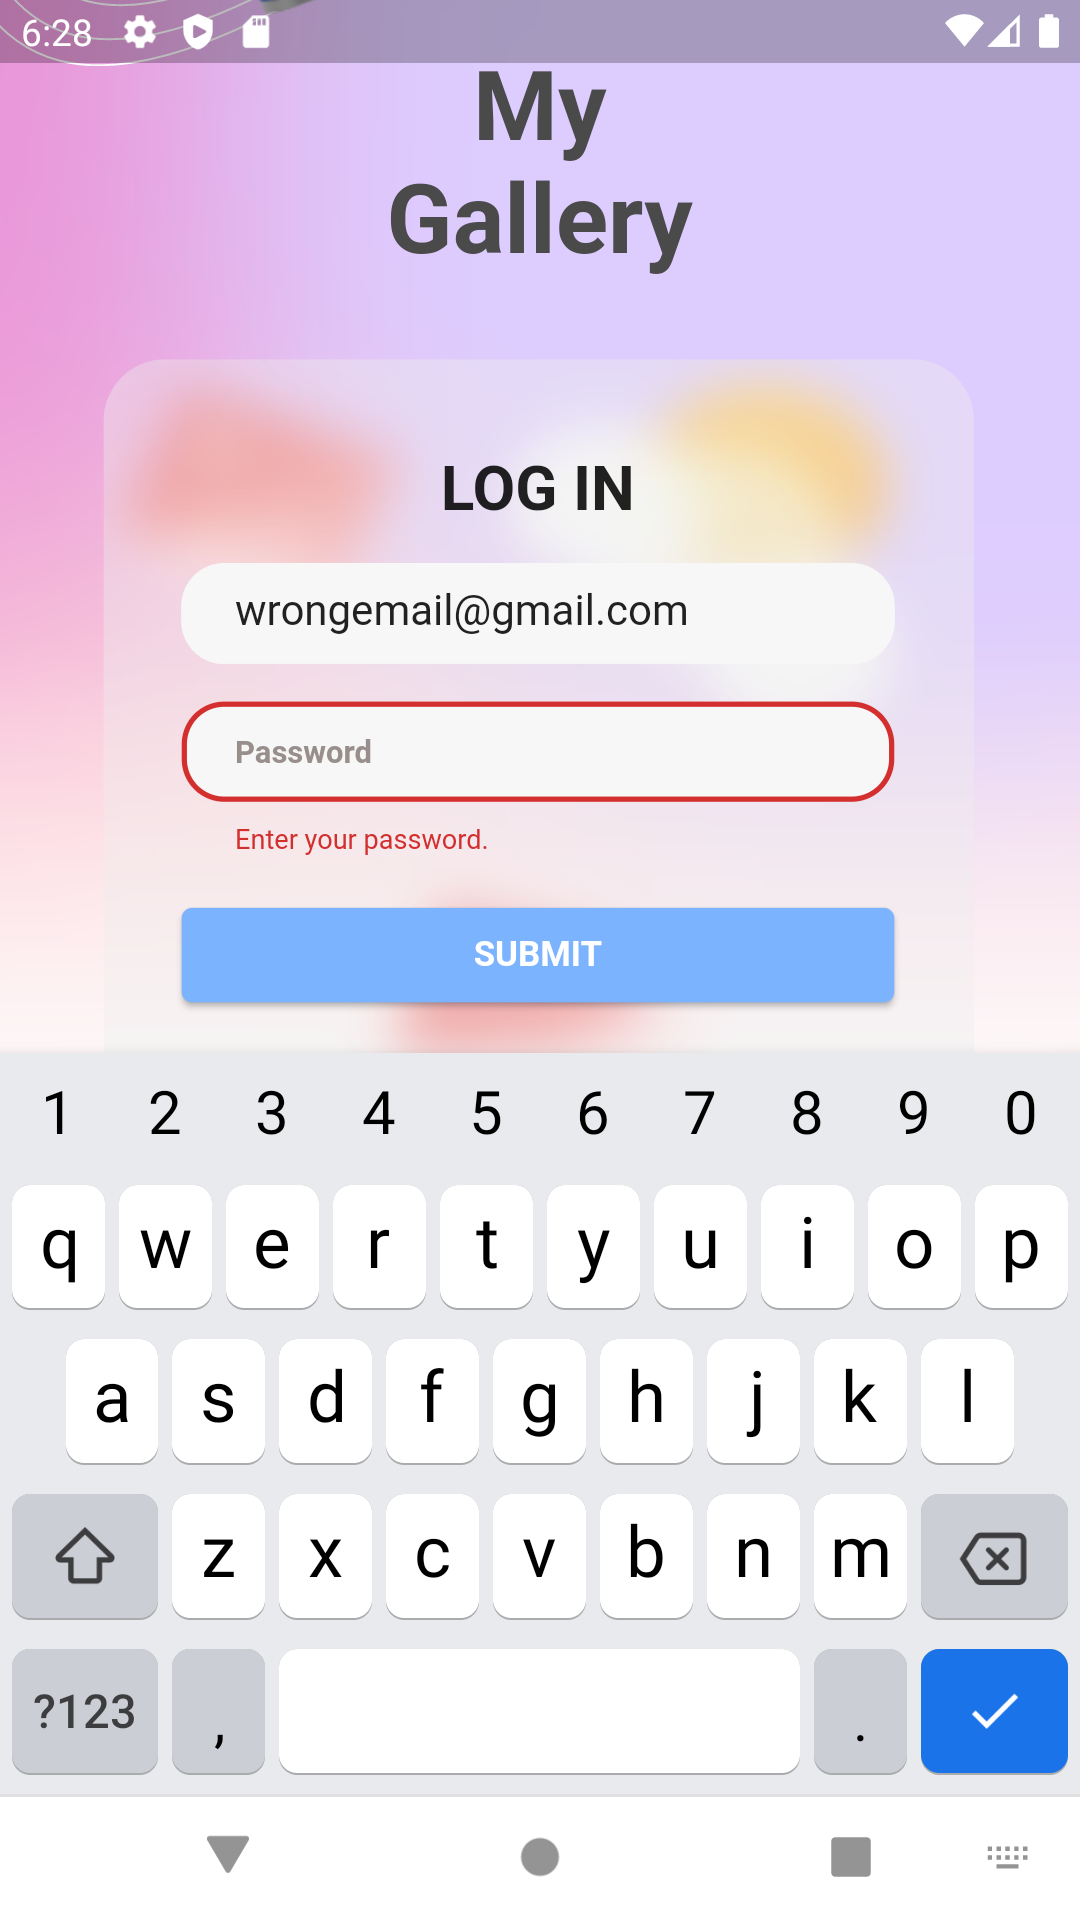 6:28
My
Gallery
LOG IN
wrongemail@gmail.com
Password
Enter your password.
SUBMIT
1 2 3 4 5 6 7 8 9 0
q w e r t y u i o p
a s d f g h j k l
z x c v b n m
?123 , .